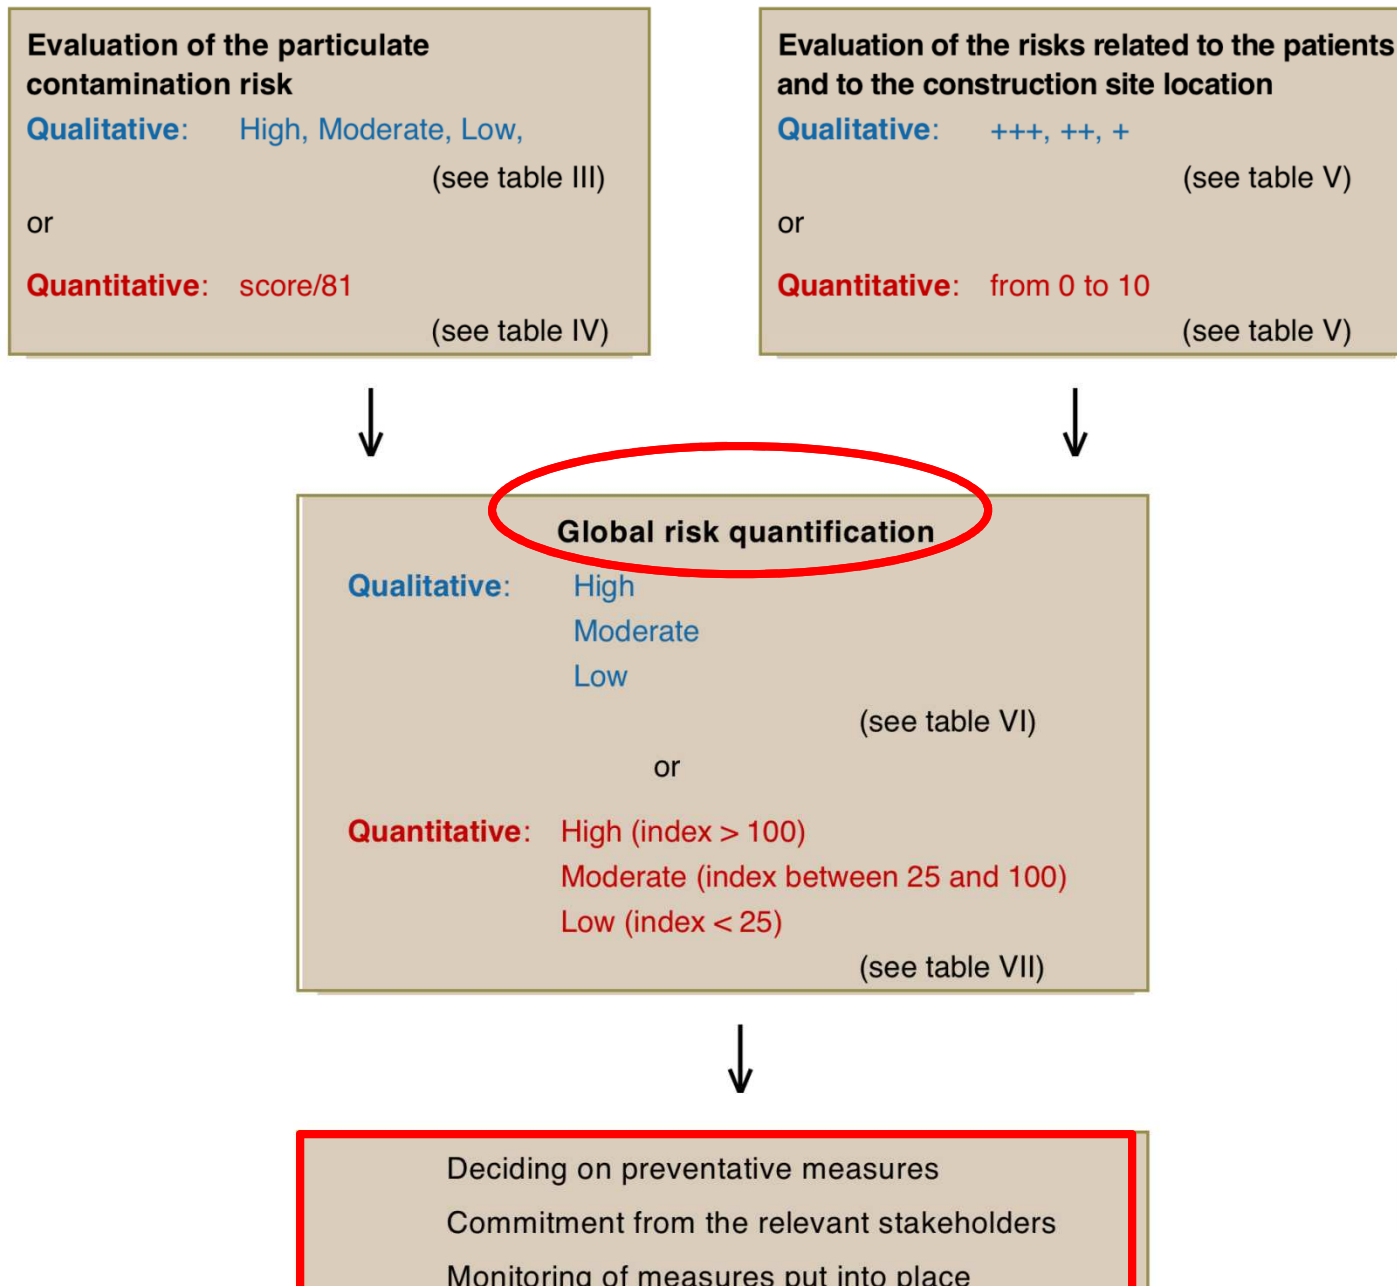 Evaluation of the particulate
contamination risk
Qualitative: High, Moderate, Low,
(see table III)
or
Quantitative: score/81
(see table IV)
Evaluation of the risks related to the patients
and to the construction site location
Qualitative: +++, ++, +
(see table V)
or
Quantitative: from 0 to 10
(see table V)
Global risk quantification
Qualitative: High
Moderate
Low
(see table VI)
or
Quantitative: High (index > 100)
Moderate (index between 25 and 100)
Low (index < 25)
(see table VII)
Deciding on preventative measures
Commitment from the relevant stakeholders
Monitoring of measures put into place